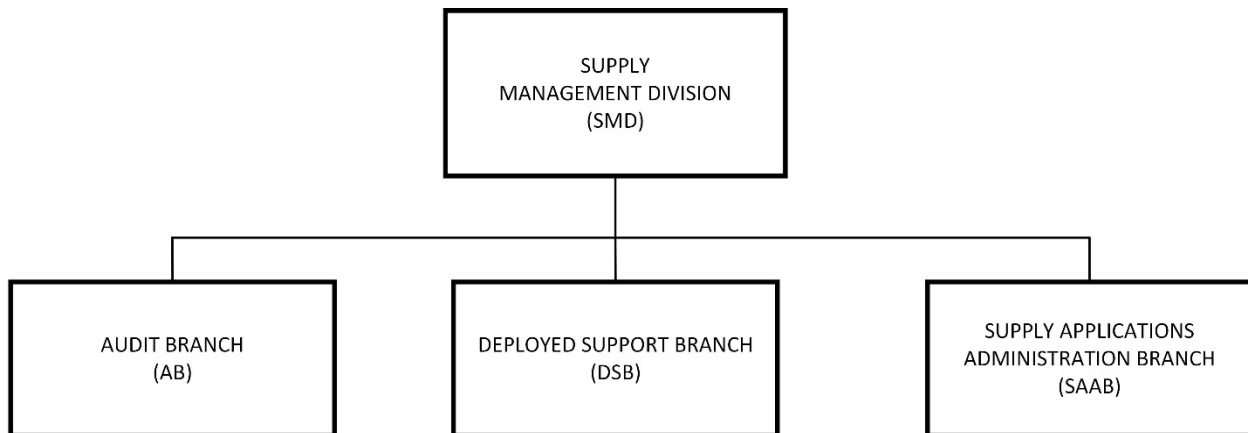 SUPPLY
MANAGEMENT DIVISION
(SMD)
AUDIT BRANCH
(AB)
DEPLOYED SUPPORT BRANCH
(DSB)
SUPPLY APPLICATIONS
ADMINISTRATION BRANCH
(SAAB)